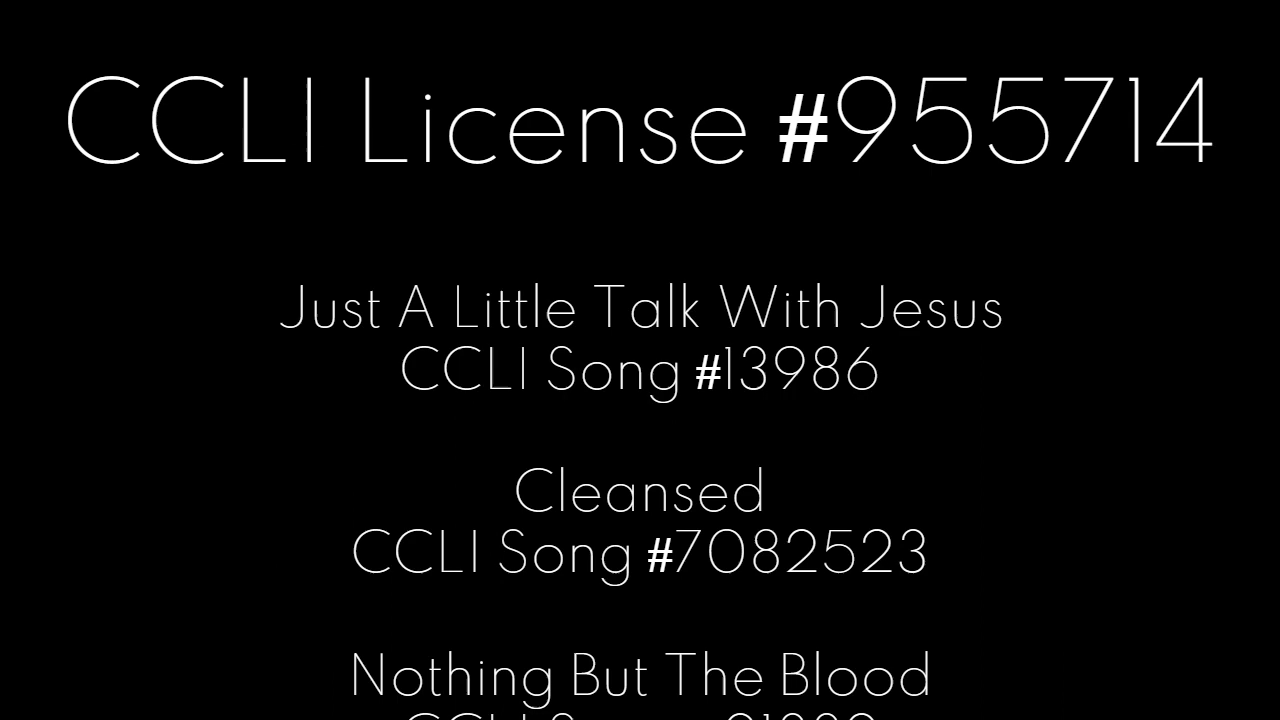 CCLI License #955714
Just A Little Talk With Jesus
CCLI Song #13986
Cleansed
CCLI Song #7082523
Nothing But The Blood